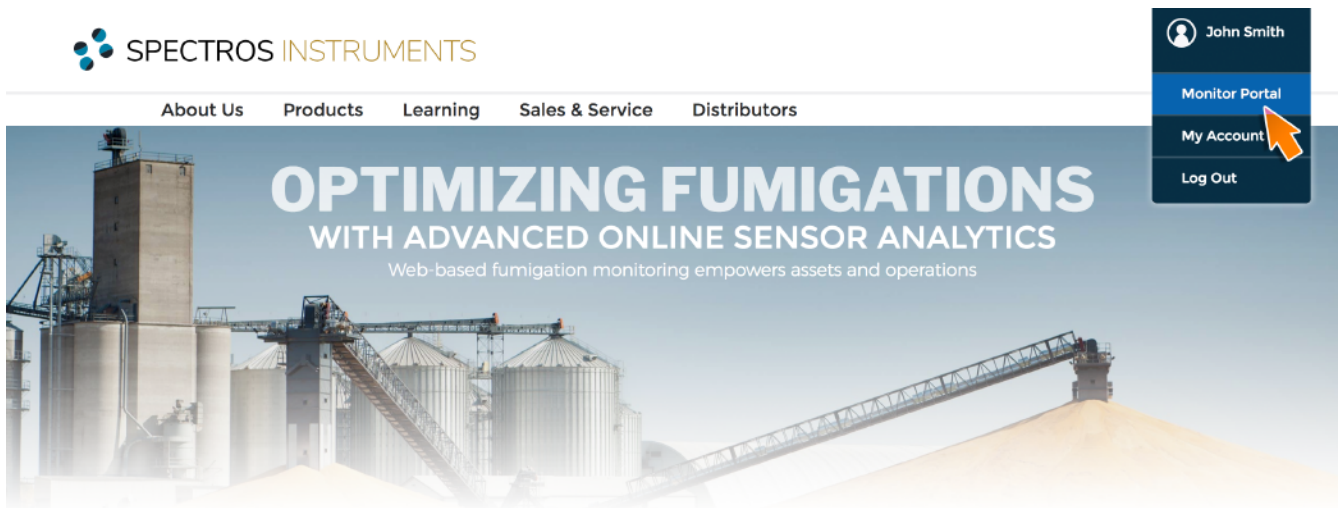 SPECTROS INSTRUMENTS
John Smith
Monitor Portal
My Account
Log Out
About Us Products Learning Sales & Service Distributors
OPTIMIZING FUMIGATIONS
WITH ADVANCED ONLINE SENSOR ANALYTICS
Web-based fumigation monitoring empowers assets and operations